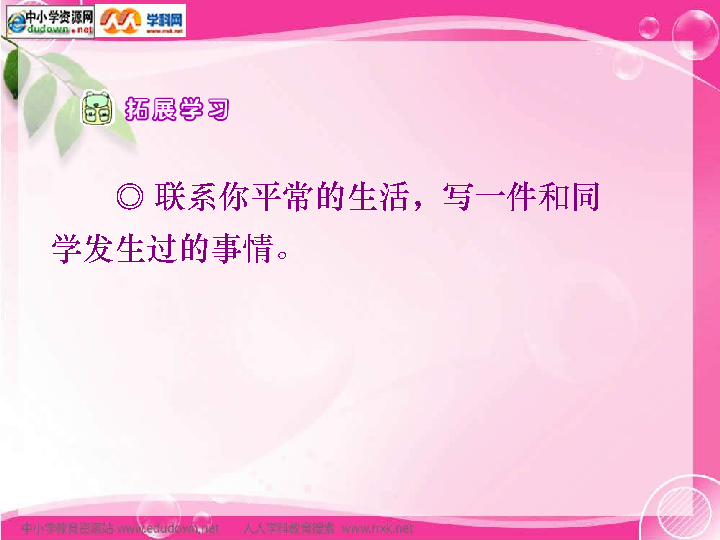 中小学资源网
edudown.net
学科网
www.nxk.net
拓展学习
◎ 联系你平常的生活，写一件和同
学发生过的事情。
中小学教育资源站 www.edudown.net 人人学科教育搜索 www.nxk.net